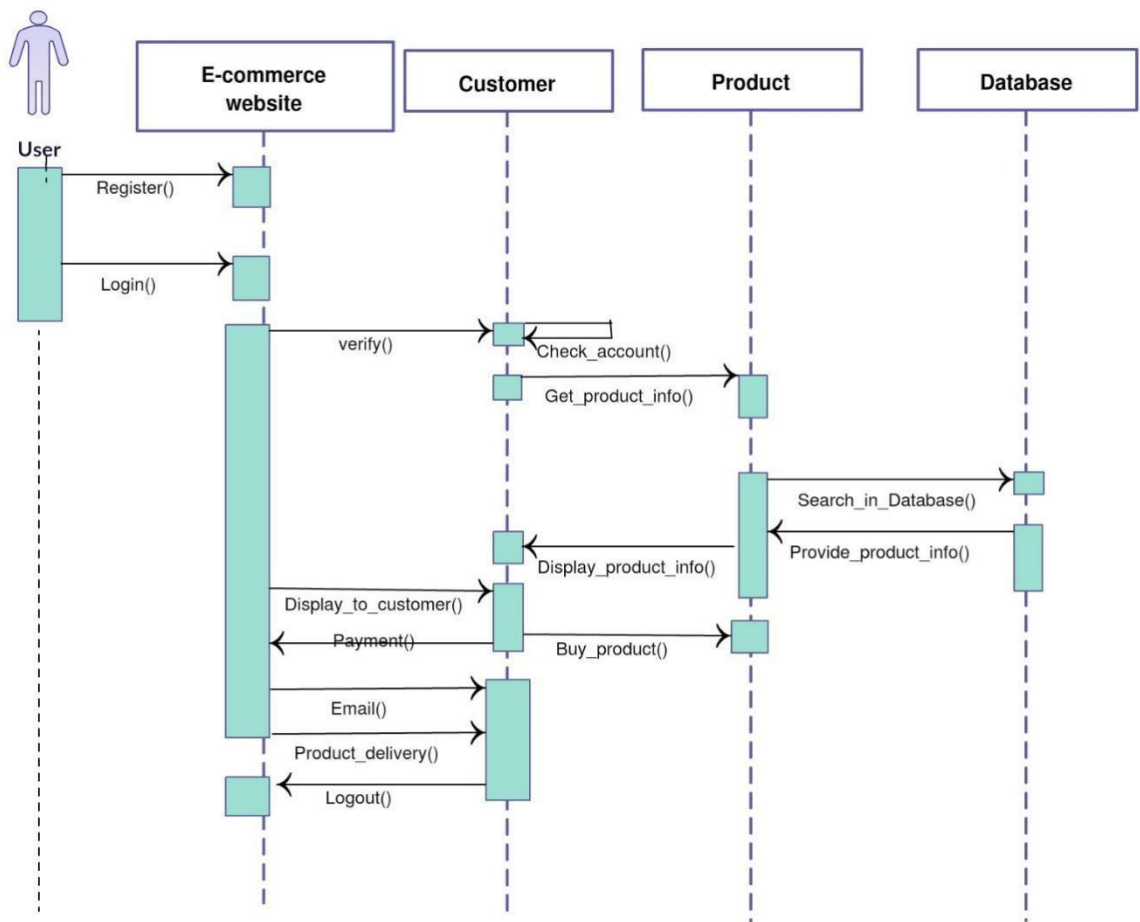 E-commerce
website
Customer
Product
Database
User
Register()
Login()
verify()
Check_account()
Get_product_info()
Search_in_Database()
Provide_product_info()
Display_product_info()
Display_to_customer()
Payment()
Buy_product()
Email()
Product_delivery()
Logout()